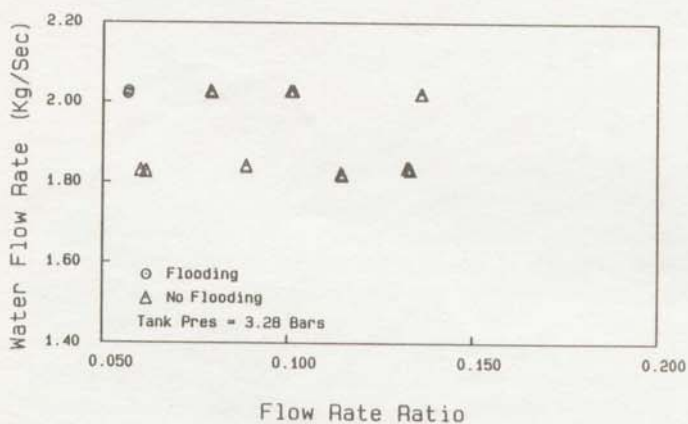 2.20
2.00
1.80
1.60
1.40
Water Flow Rate (Kg/Sec)
⊙ Flooding
△ No Flooding
Tank Pres = 3.28 Bars
0.050 0.100 0.150 0.200
Flow Rate Ratio